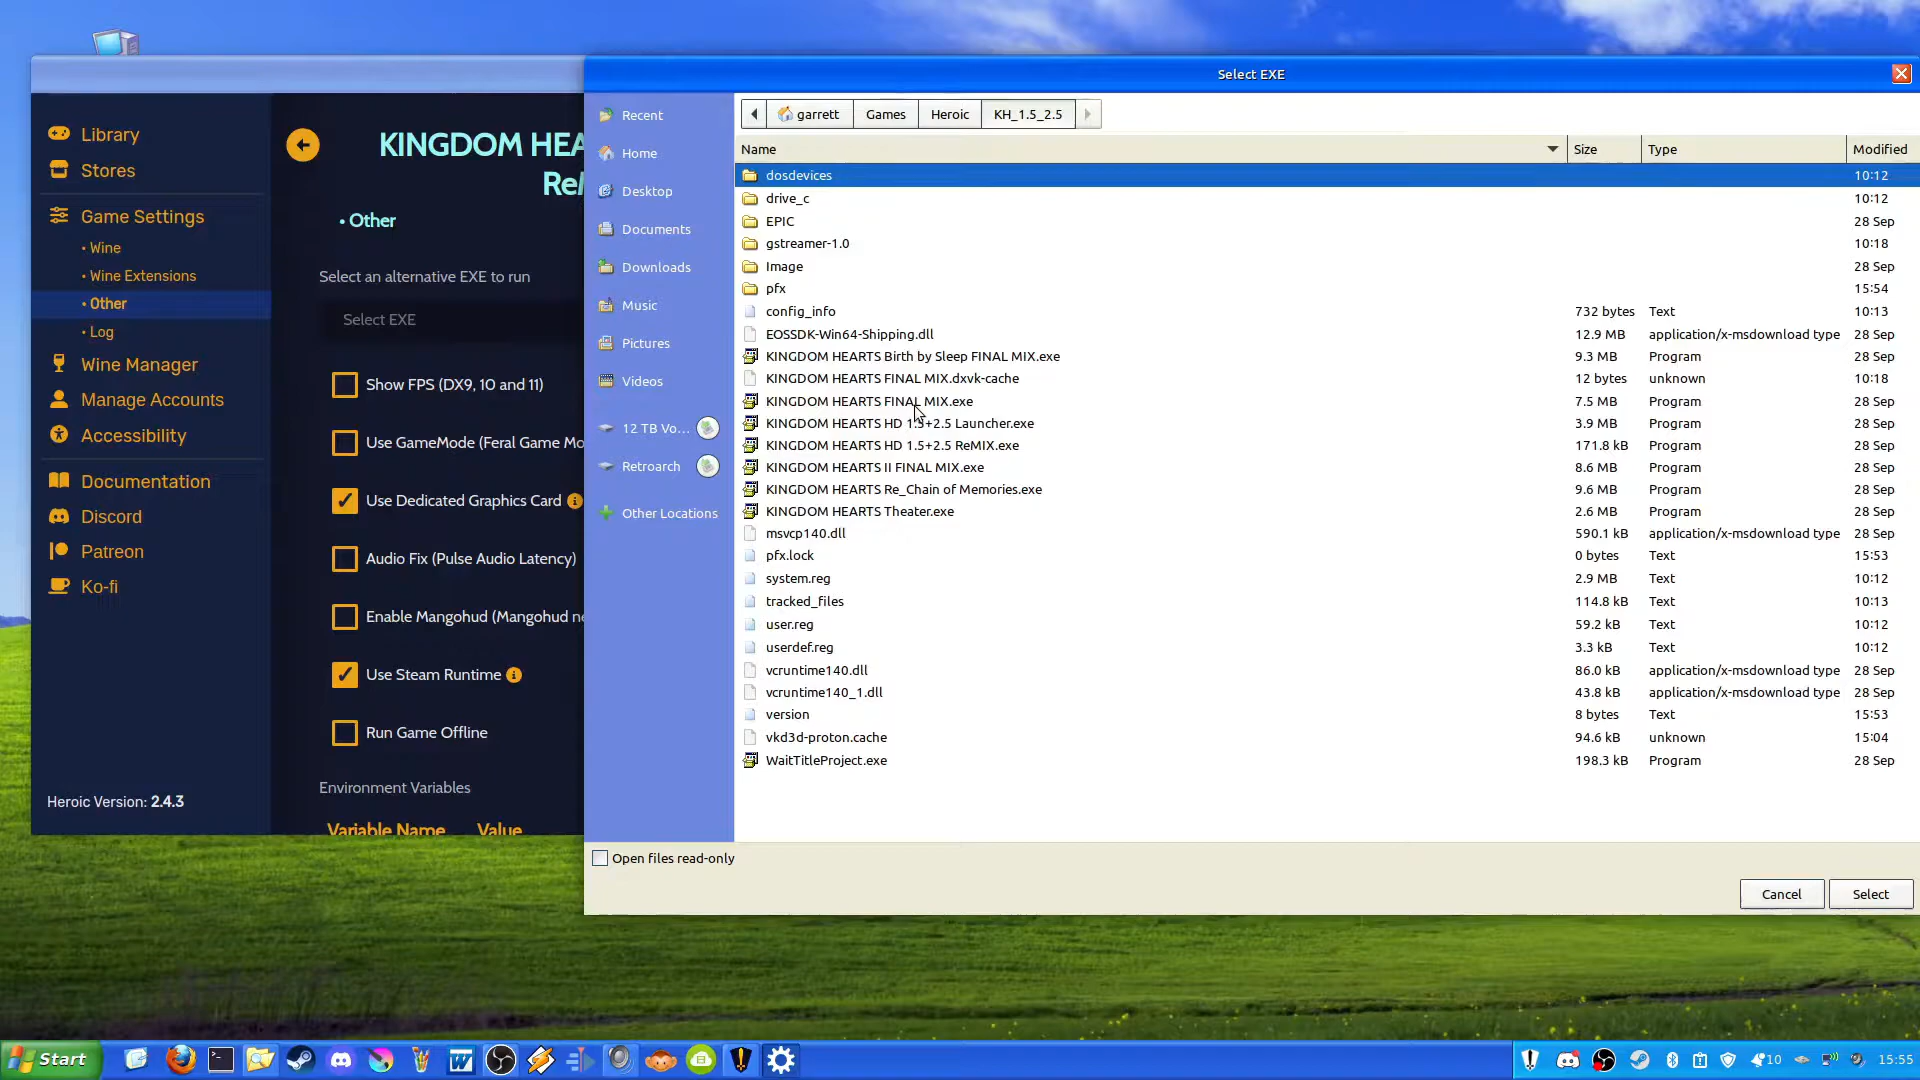 Select EXE
Library
Stores
Game Settings
• Wine
• Wine Extensions
• Other
• Log
Wine Manager
Manage Accounts
Accessibility
Documentation
Discord
Patreon
Ko-fi
Heroic Version: 2.4.3
KINGDOM HEA
ReM
• Other
Select an alternative EXE to run
Select EXE
Show FPS (DX9, 10 and 11)
Use GameMode (Feral Game Mo
Use Dedicated Graphics Card
Audio Fix (Pulse Audio Latency)
Enable Mangohud (Mangohud ne
Use Steam Runtime
Run Game Offline
Environment Variables
Variable Name Value
Recent
Home
Desktop
Documents
Downloads
Music
Pictures
Videos
12 TB Vo...
Retroarch
Other Locations
garrett Games Heroic KH_1.5_2.5
Name Size Type Modified
dosdevices 10:12
drive_c 10:12
EPIC 28 Sep
gstreamer-1.0 10:18
Image 28 Sep
pfx 15:54
config_info 732 bytes Text 10:13
EOSSDK-Win64-Shipping.dll 12.9 MB application/x-msdownload type 28 Sep
KINGDOM HEARTS Birth by Sleep FINAL MIX.exe 9.3 MB Program 28 Sep
KINGDOM HEARTS FINAL MIX.dxvk-cache 12 bytes unknown 10:18
KINGDOM HEARTS FINAL MIX.exe 7.5 MB Program 28 Sep
KINGDOM HEARTS HD 1.5+2.5 Launcher.exe 3.9 MB Program 28 Sep
KINGDOM HEARTS HD 1.5+2.5 ReMIX.exe 171.8 kB Program 28 Sep
KINGDOM HEARTS II FINAL MIX.exe 8.6 MB Program 28 Sep
KINGDOM HEARTS Re_Chain of Memories.exe 9.6 MB Program 28 Sep
KINGDOM HEARTS Theater.exe 2.6 MB Program 28 Sep
msvcp140.dll 590.1 kB application/x-msdownload type 28 Sep
pfx.lock 0 bytes Text 15:53
system.reg 2.9 MB Text 10:12
tracked_files 114.8 kB Text 10:13
user.reg 59.2 kB Text 10:12
userdef.reg 3.3 kB Text 10:12
vcruntime140.dll 86.0 kB application/x-msdownload type 28 Sep
vcruntime140_1.dll 43.8 kB application/x-msdownload type 28 Sep
version 8 bytes Text 15:53
vkd3d-proton.cache 94.6 kB unknown 15:04
WaitTitleProject.exe 198.3 kB Program 28 Sep
Open files read-only
Cancel Select
Start 10 15:55